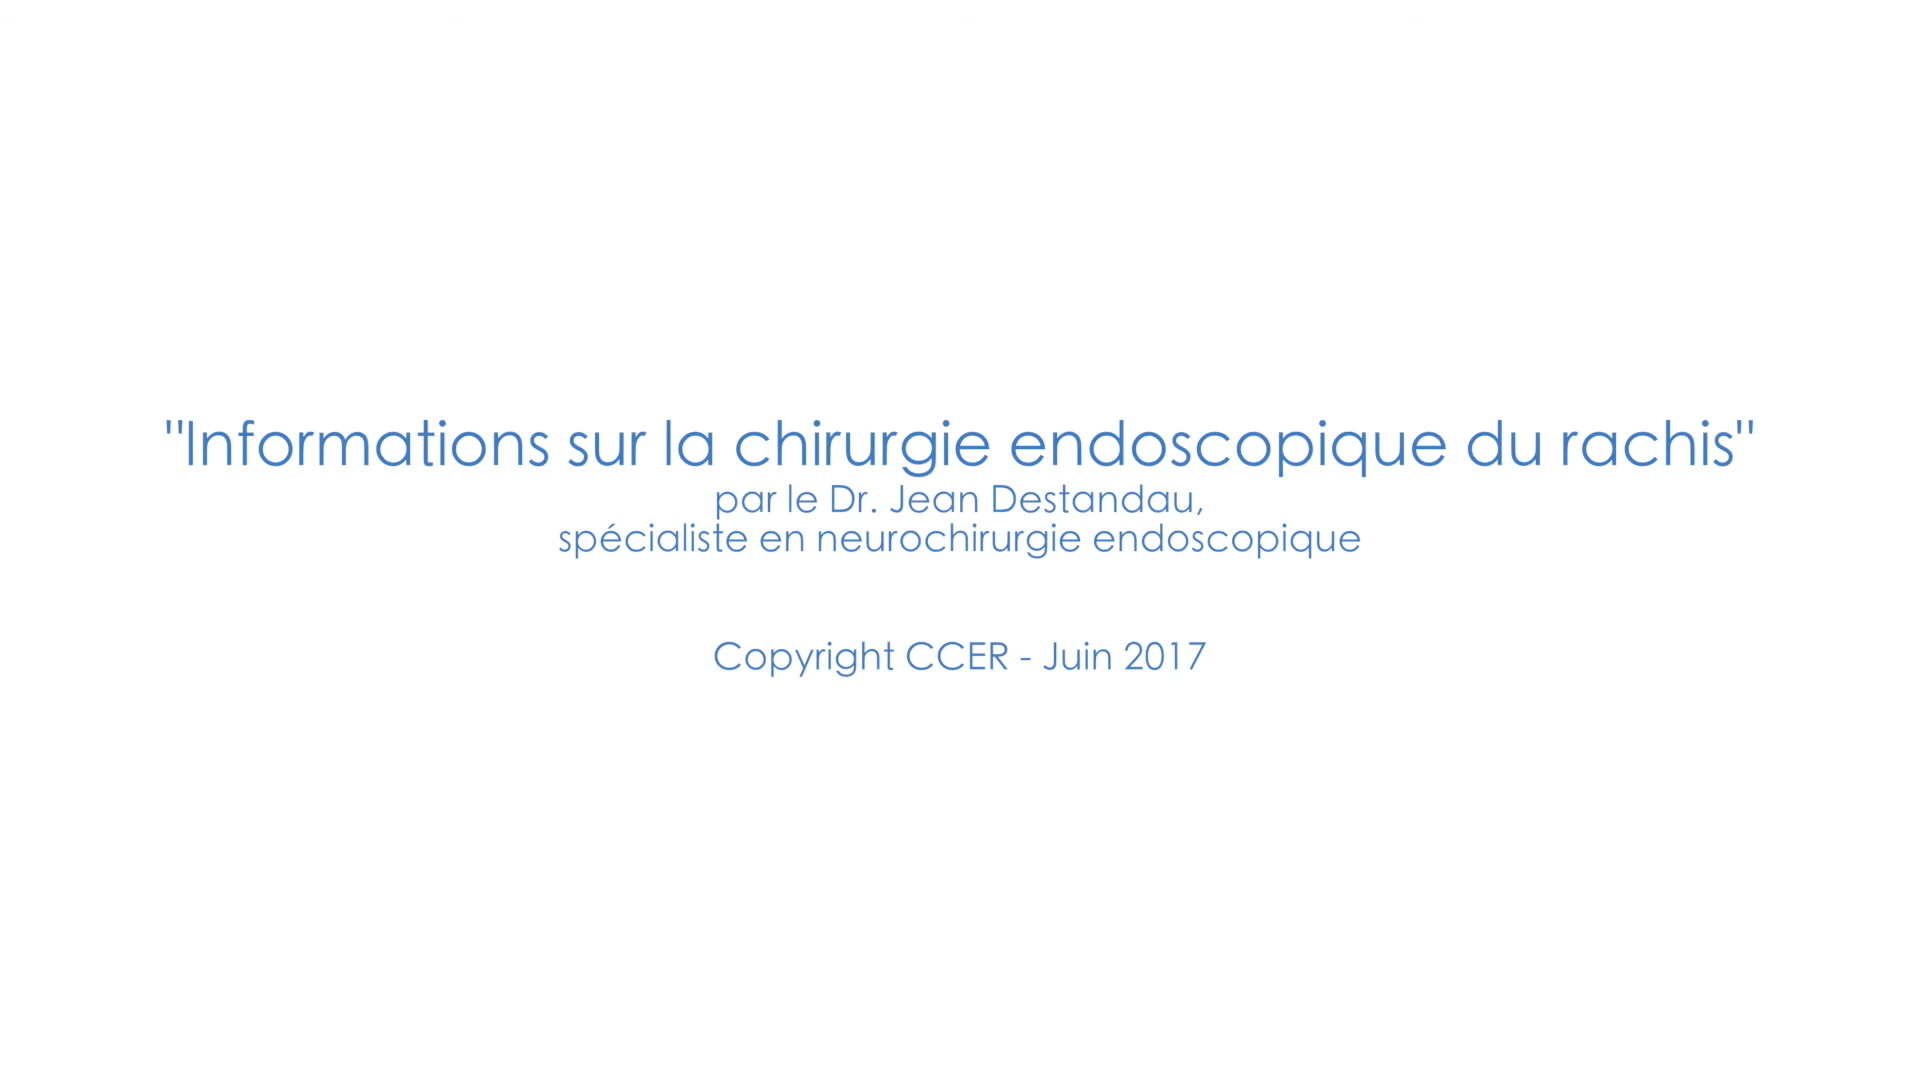 "Informations sur la chirurgie endoscopique du rachis"
par le Dr. Jean Destandau,
spécialiste en neurochirurgie endoscopique
Copyright CCER - Juin 2017